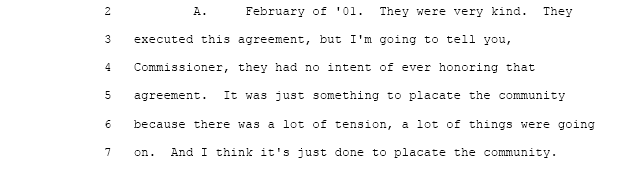 2 A. February of '01. They were very kind. They
3 executed this agreement, but I'm going to tell you,
4 Commissioner, they had no intent of ever honoring that
5 agreement. It was just something to placate the community
6 because there was a lot of tension, a lot of things were going
7 on. And I think it's just done to placate the community.